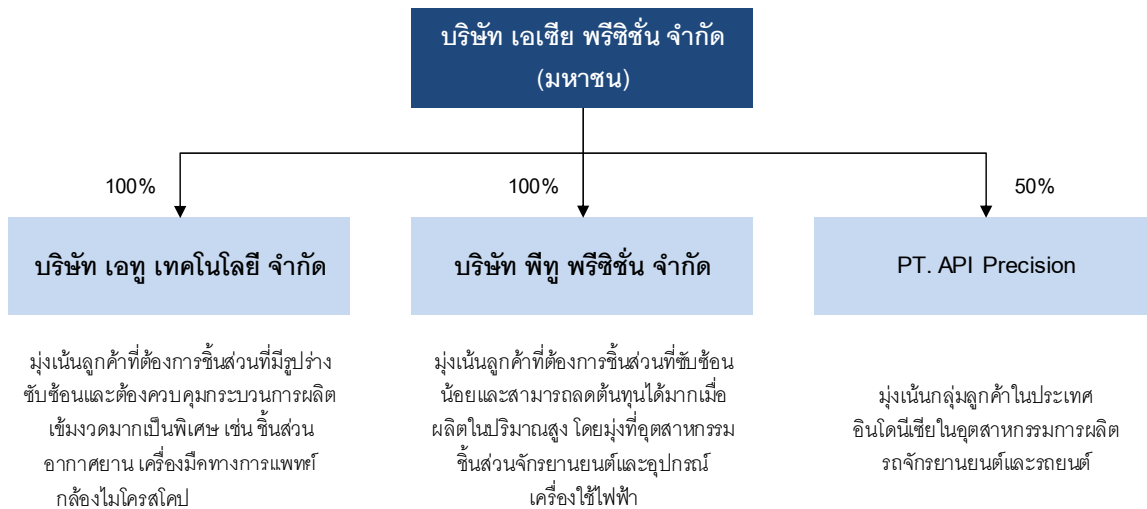 บริษัท เอเซีย พรีซิชั่น จำกัด
(มหาชน)
100%
100%
50%
บริษัท เอทู เทคโนโลยี จำกัด
บริษัท พีทู พรีซิชั่น จำกัด
PT. API Precision
มุ่งเน้นลูกค้าที่ต้องการชิ้นส่วนที่มีรูปร่าง
ซับซ้อนและต้องควบคุมกระบวนการผลิต
เข้มงวดมากเป็นพิเศษ เช่น ชิ้นส่วน
อากาศยาน เครื่องมือทางการแพทย์
กล้องไมโครสโคป
มุ่งเน้นลูกค้าที่ต้องการชิ้นส่วนที่ซับซ้อน
น้อยและสามารถลดต้นทุนได้มากเมื่อ
ผลิตในปริมาณสูง โดยมุ่งที่อุตสาหกรรม
ชิ้นส่วนจักรยานยนต์และอุปกรณ์
เครื่องใช้ไฟฟ้า
มุ่งเน้นกลุ่มลูกค้าในประเทศ
อินโดนีเซียในอุตสาหกรรมการผลิต
รถจักรยานยนต์และรถยนต์